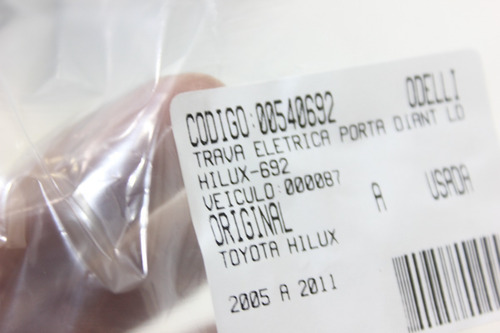 CODIGO:00540692 ODELLI
TRAVA ELETRICA PORTA DIANT LD
HILUX-692
VEICULO:000087
ORIGINAL A USADA
TOYOTA HILUX
2005 A 2011